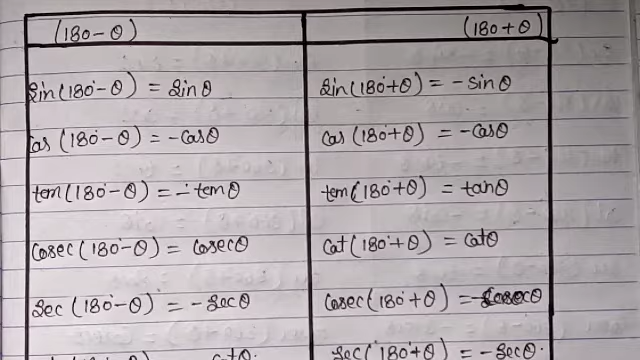 (180 - θ) (180 + θ)
Sin(180° - θ) = Sinθ Sin(180° + θ) = -Sinθ
Cos(180° - θ) = -Cosθ Cos(180° + θ) = -Cosθ
tan(180° - θ) = -tanθ tan(180° + θ) = tanθ
Cosec(180° - θ) = Cosecθ Cot(180° + θ) = Cotθ
Sec(180° - θ) = -Secθ Cosec(180° + θ) = -Cosecθ
cotθ. Sec(180° + θ) = -Secθ.